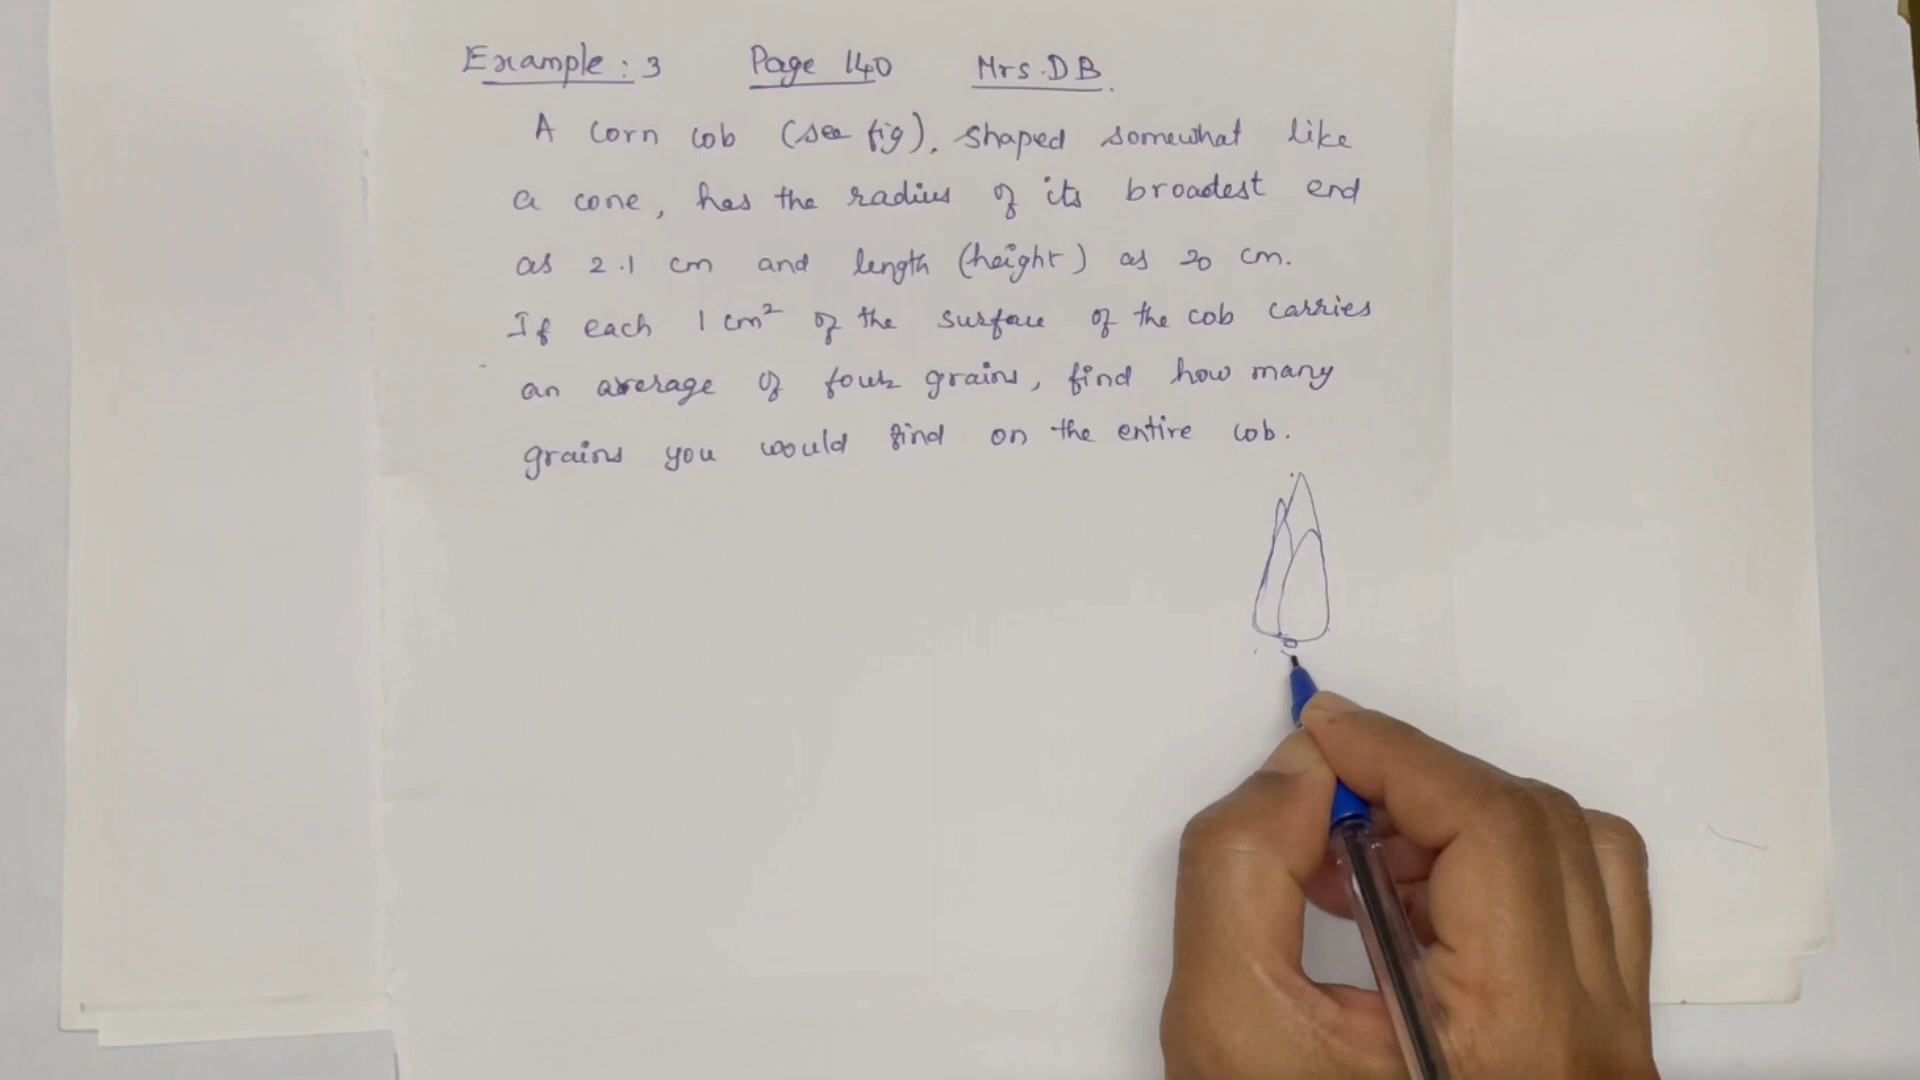 Example : 3 Page 140 Mrs. DB.
A corn cob (see fig), shaped somewhat like
a cone, has the radius of its broadest end
as 2.1 cm and length (height) as 20 cm.
If each 1 cm² of the surface of the cob carries
an average of four grains, find how many
grains you would find on the entire cob.